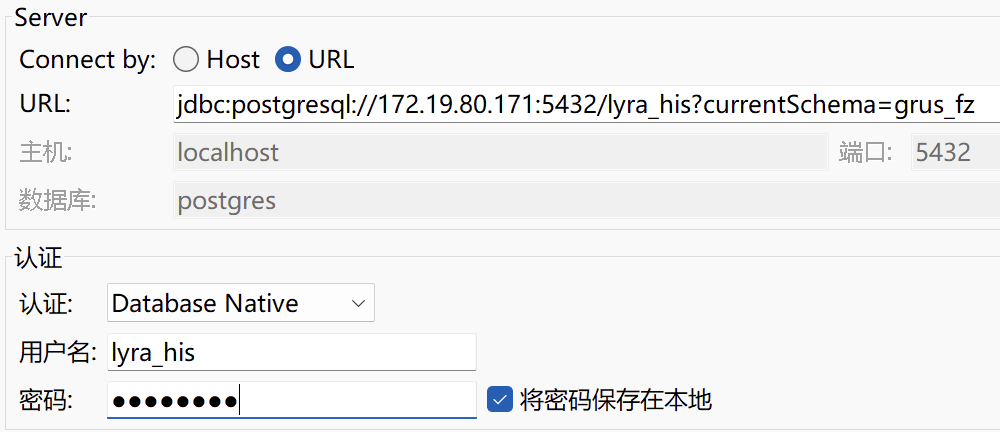 Server
Connect by: Host URL
URL: jdbc:postgresql://172.19.80.171:5432/lyra_his?currentSchema=grus_fz
主机: localhost 端口: 5432
数据库: postgres
认证
认证: Database Native
用户名: lyra_his
密码: ●●●●●●●● 将密码保存在本地